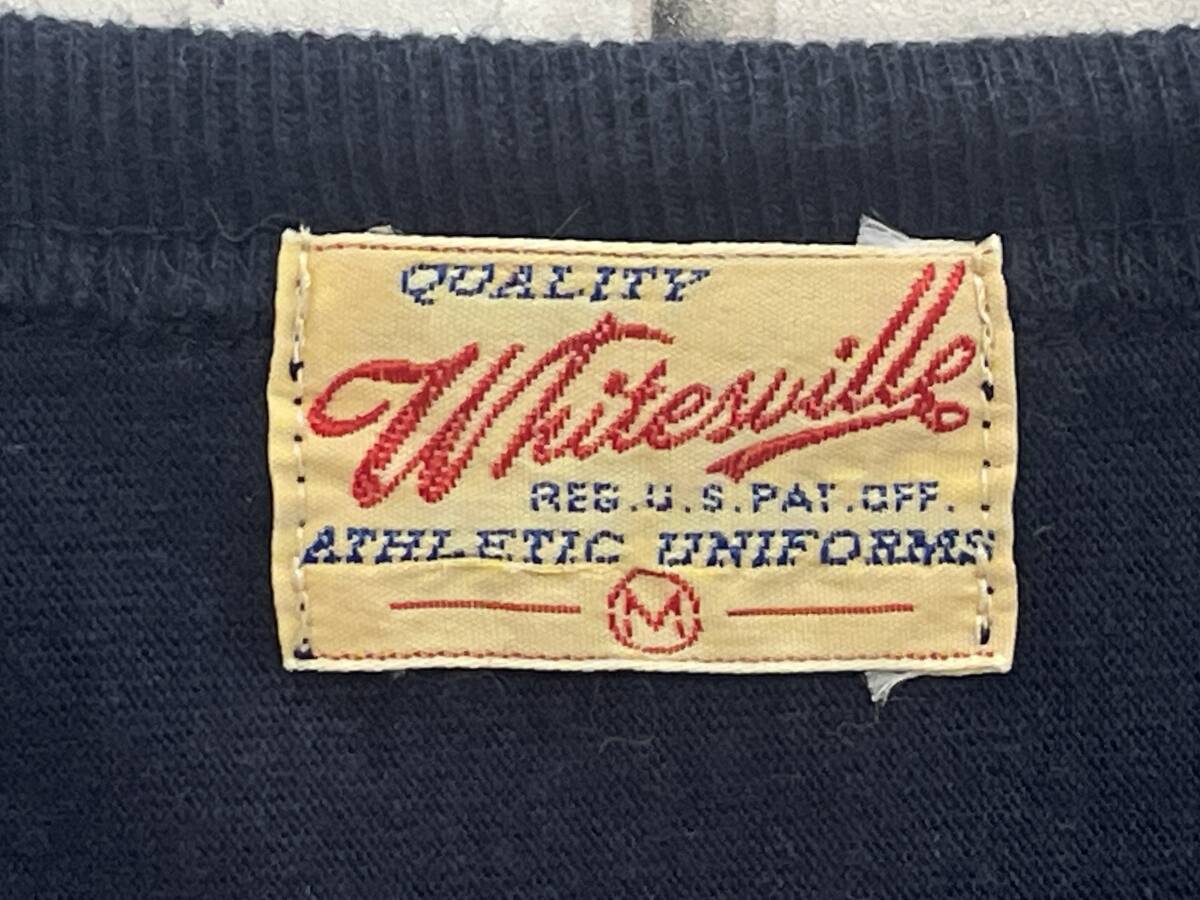 QUALITY
Whitesville
REG.U.S.PAT.OFF.
ATHLETIC UNIFORMS
M